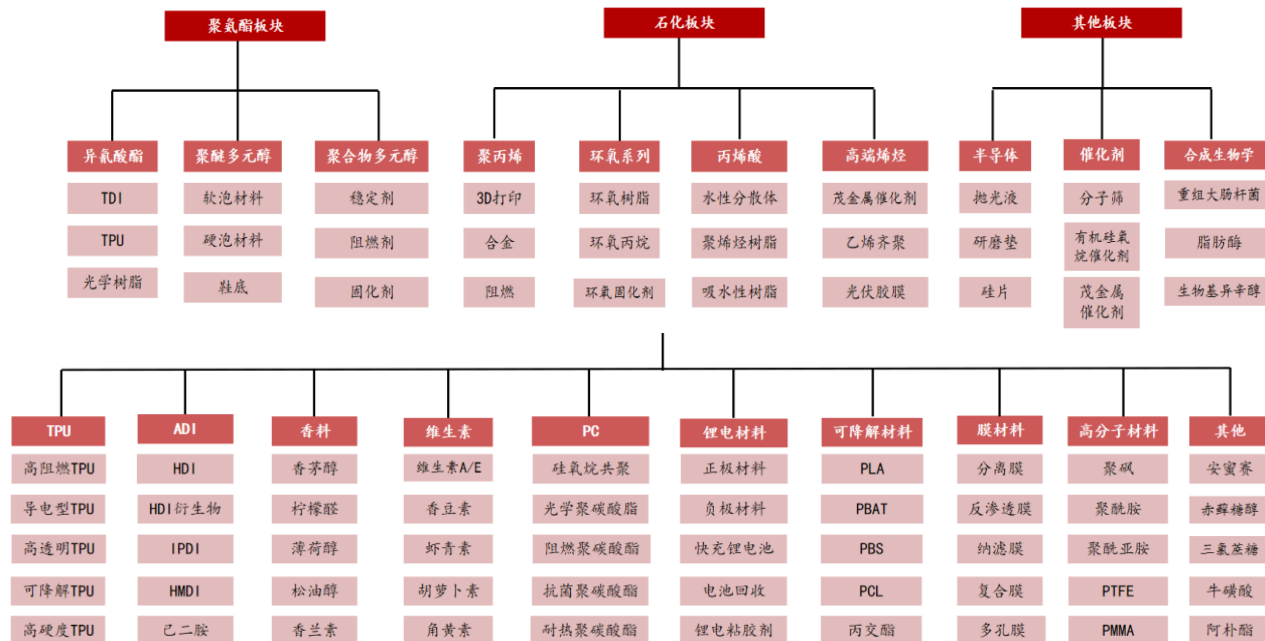 聚氨酯板块
石化板块
其他板块
异氰酸酯
聚醚多元醇
聚合物多元醇
聚丙烯
环氧系列
丙烯酸
高端烯烃
半导体
催化剂
合成生物学
TDI
软泡材料
稳定剂
3D打印
环氧树脂
水性分散体
茂金属催化剂
抛光液
分子筛
重组大肠杆菌
TPU
硬泡材料
阻燃剂
合金
环氧丙烷
聚烯烃树脂
乙烯齐聚
研磨垫
有机硅氧
烷催化剂
脂肪酶
光学树脂
鞋底
固化剂
阻燃
环氧固化剂
吸水性树脂
光伏胶膜
硅片
茂金属
催化剂
生物基异辛醇
TPU
ADI
香料
维生素
PC
锂电材料
可降解材料
膜材料
高分子材料
其他
高阻燃TPU
HDI
香茅醇
维生素A/E
硅氧烷共聚
正极材料
PLA
分离膜
聚砜
安蜜赛
导电型TPU
HDI衍生物
柠檬醛
香豆素
光学聚碳酸脂
负极材料
PBAT
反渗透膜
聚酰胺
赤藓糖醇
高透明TPU
IPDI
薄荷醇
虾青素
阻燃聚碳酸酯
快充锂电池
PBS
纳滤膜
聚酰亚胺
三氯蔗糖
可降解TPU
HMDI
松油醇
胡萝卜素
抗菌聚碳酸酯
电池回收
PCL
复合膜
PTFE
牛磺酸
高硬度TPU
己二胺
香兰素
角黄素
耐热聚碳酸酯
锂电粘胶剂
丙交酯
多孔膜
PMMA
阿朴酯